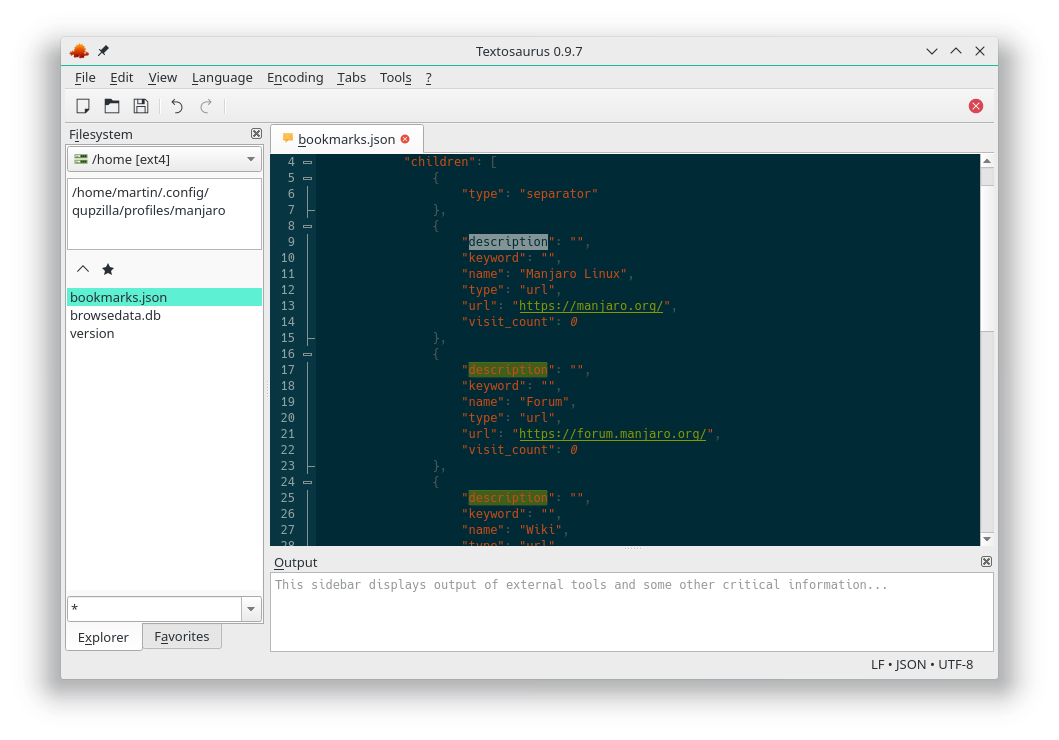 Textosaurus 0.9.7
File Edit View Language Encoding Tabs Tools ?
Filesystem
/home [ext4]
/home/martin/.config/
qupzilla/profiles/manjaro
bookmarks.json
browsedata.db
version
*
Explorer Favorites
bookmarks.json
4 "children": [
5 {
6 "type": "separator"
7 },
8 {
9 "description": "",
10 "keyword": "",
11 "name": "Manjaro Linux",
12 "type": "url",
13 "url": "https://manjaro.org/",
14 "visit_count": 0
15 },
16 {
17 "description": "",
18 "keyword": "",
19 "name": "Forum",
20 "type": "url",
21 "url": "https://forum.manjaro.org/",
22 "visit_count": 0
23 },
24 {
25 "description": "",
26 "keyword": "",
27 "name": "Wiki",
28 "type": "url"
Output
This sidebar displays output of external tools and some other critical information...
LF • JSON • UTF-8